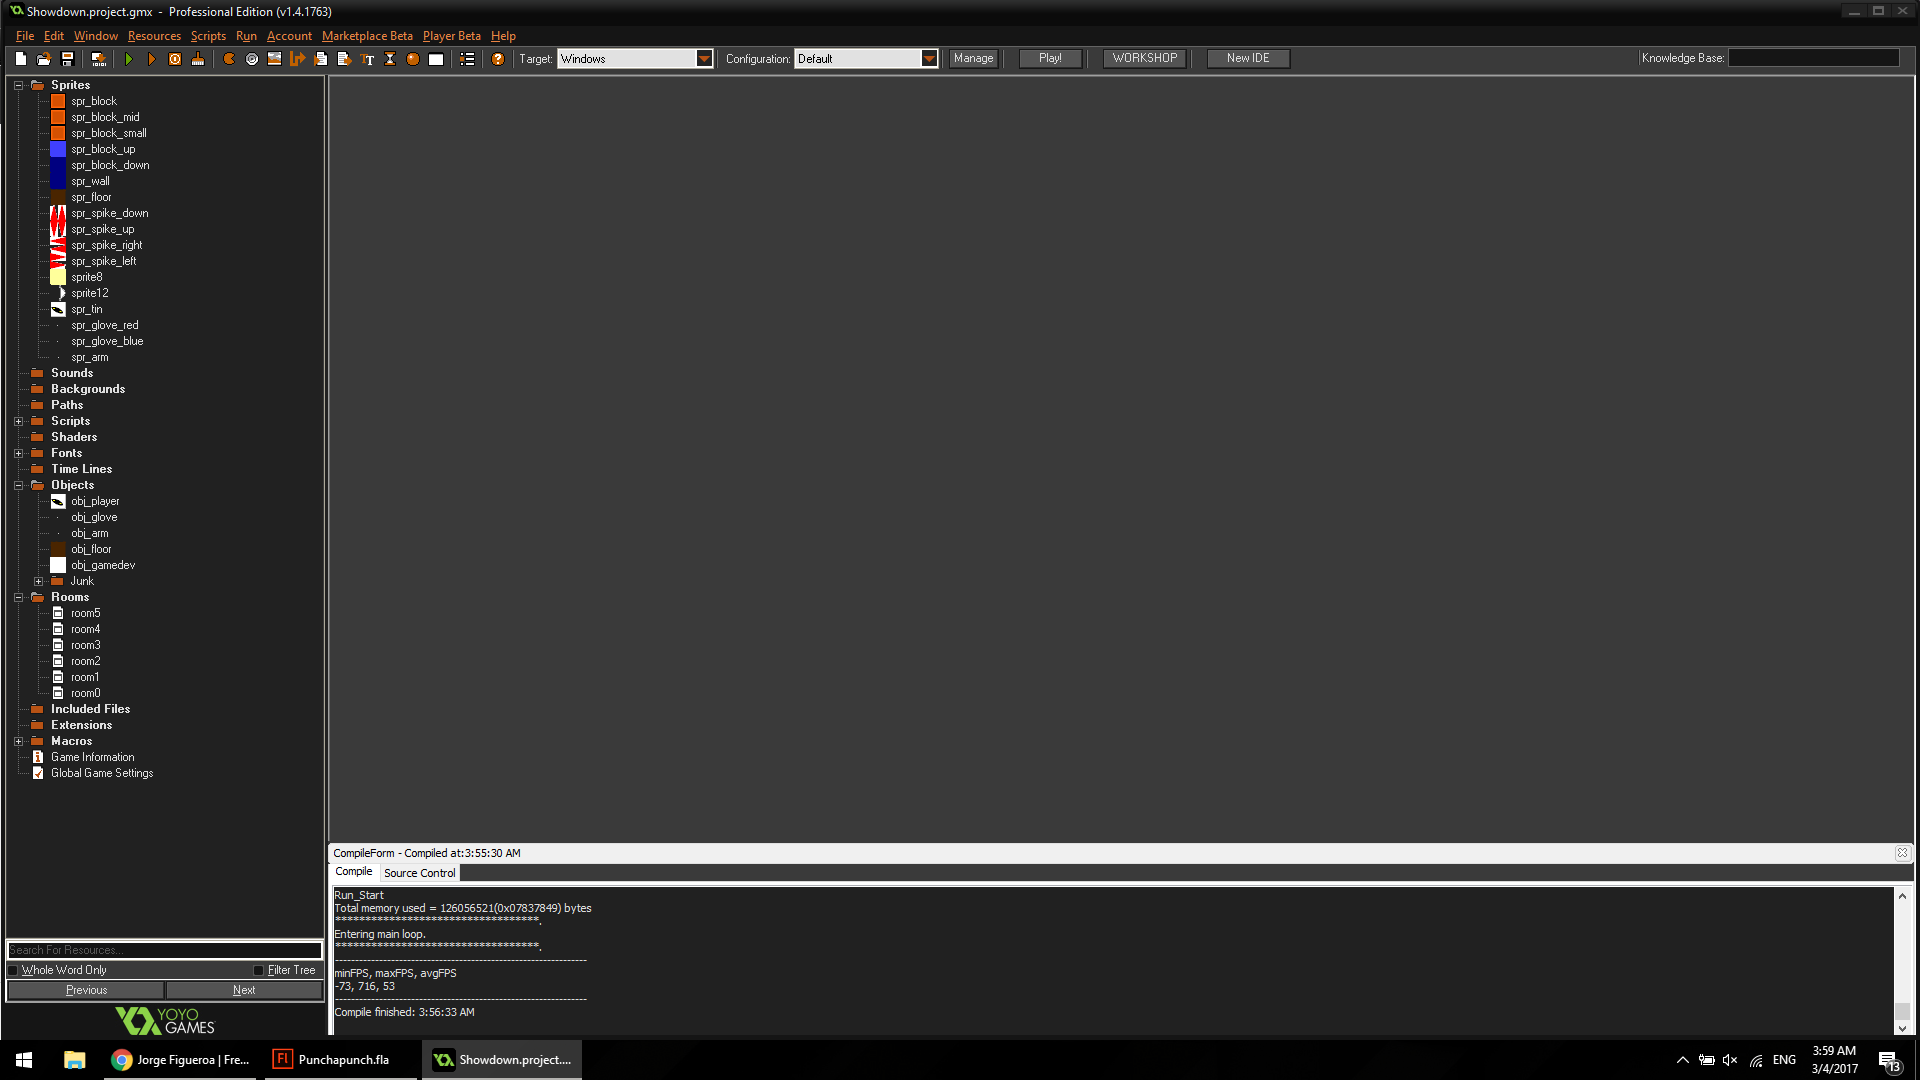 Showdown.project.gmx - Professional Edition (v1.4.1763)
File Edit Window Resources Scripts Run Account Marketplace Beta Player Beta Help
Target: Windows Configuration: Default Manage Play! WORKSHOP New IDE Knowledge Base:
Sprites
spr_block
spr_block_mid
spr_block_small
spr_block_up
spr_block_down
spr_wall
spr_floor
spr_spike_down
spr_spike_up
spr_spike_right
spr_spike_left
sprite8
sprite12
spr_tin
spr_glove_red
spr_glove_blue
spr_arm
Sounds
Backgrounds
Paths
Scripts
Shaders
Fonts
Time Lines
Objects
obj_player
obj_glove
obj_arm
obj_floor
obj_gamedev
Junk
Rooms
room5
room4
room3
room2
room1
room0
Included Files
Extensions
Macros
Game Information
Global Game Settings
Search For Resources...
Whole Word Only Filter Tree
Previous Next
YOYO
GAMES
CompileForm - Compiled at:3:55:30 AM
Compile Source Control
Run_Start
Total memory used = 126056521(0x07837849) bytes
**********************************.
Entering main loop.
**********************************.
---------------------------------------------------------------
minFPS, maxFPS, avgFPS
-73, 716, 53
---------------------------------------------------------------
Compile finished: 3:56:33 AM
Jorge Figueroa | Fre... Punchapunch.fla Showdown.project....
ENG
3:59 AM
3/4/2017
13